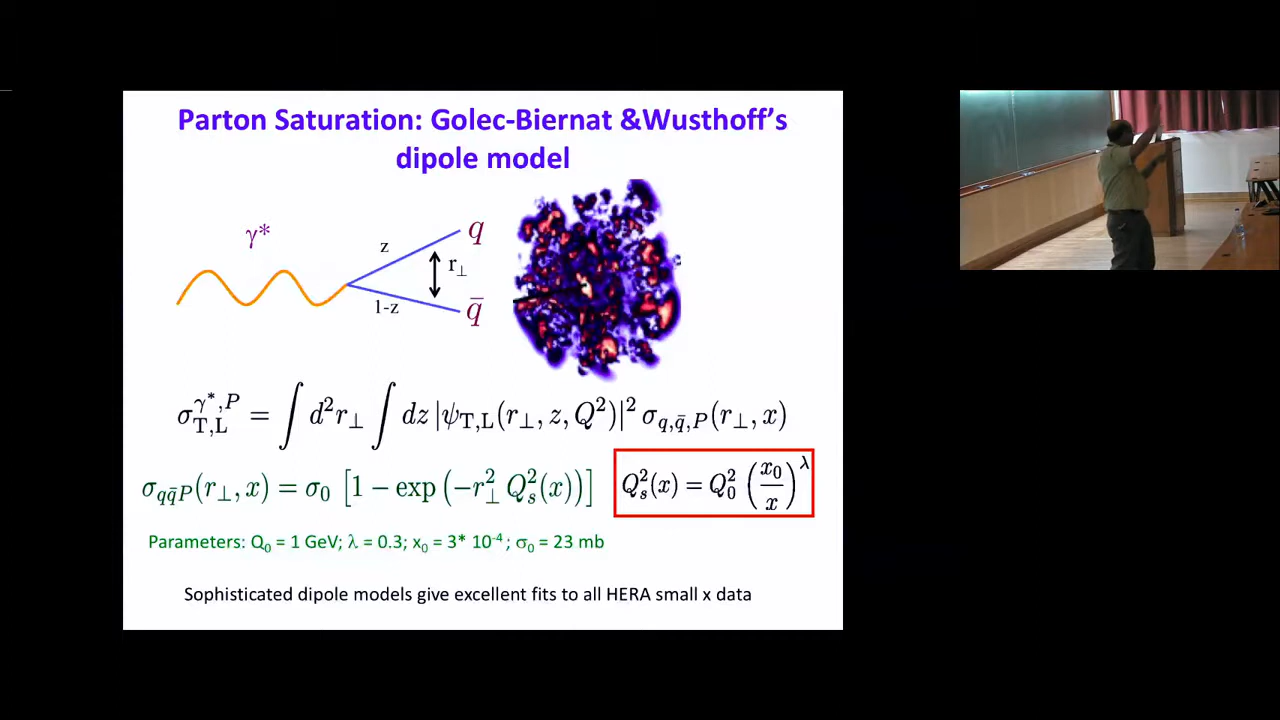 Parton Saturation: Golec-Biernat &Wusthoff's
dipole model
γ*
z
q
r⊥
1-z
q̄
σ_{T,L}^{γ*,P} = ∫ d²r⊥ ∫ dz |ψ_{T,L}(r⊥, z, Q²)|² σ_{q,q̄,P}(r⊥, x)
σ_{qq̄P}(r⊥, x) = σ₀ [1 − exp (−r⊥² Q_s²(x))]
Q_s²(x) = Q₀² (x₀/x)^λ
Parameters: Q₀ = 1 GeV; λ = 0.3; x₀ = 3* 10⁻⁴ ; σ₀ = 23 mb
Sophisticated dipole models give excellent fits to all HERA small x data